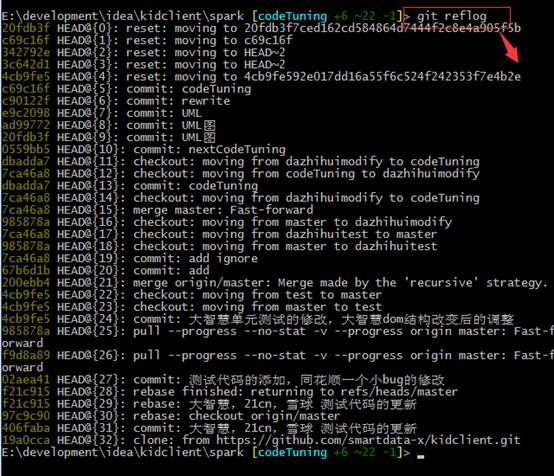 E:\development\idea\kidclient\spark [codeTuning +6 ~22 -1]> git reflog
20fdb3f HEAD@{0}: reset: moving to 20fdb3f7ced162cd584864d7444f2c8e4a905f5b
c69c16f HEAD@{1}: reset: moving to c69c16f
342792e HEAD@{2}: reset: moving to HEAD~2
3c642d1 HEAD@{3}: reset: moving to HEAD~2
4cb9fe5 HEAD@{4}: reset: moving to 4cb9fe592e017dd16a55f6c524f242353f7e4b2e
c69c16f HEAD@{5}: commit: codeTuning
c90122f HEAD@{6}: commit: rewrite
e9c2098 HEAD@{7}: commit: UML
ad99772 HEAD@{8}: commit: UML图
20fdb3f HEAD@{9}: commit: UML图
0559bb5 HEAD@{10}: commit: nextCodeTuning
dbadda7 HEAD@{11}: checkout: moving from dazhihuimodify to codeTuning
7ca46a8 HEAD@{12}: checkout: moving from codeTuning to dazhihuimodify
dbadda7 HEAD@{13}: commit: codeTuning
7ca46a8 HEAD@{14}: checkout: moving from dazhihuimodify to codeTuning
7ca46a8 HEAD@{15}: merge master: Fast-forward
985878a HEAD@{16}: checkout: moving from master to dazhihuimodify
7ca46a8 HEAD@{17}: checkout: moving from dazhihuitest to master
985878a HEAD@{18}: checkout: moving from master to dazhihuitest
7ca46a8 HEAD@{19}: commit: add ignore
67b6d1b HEAD@{20}: commit: add
200ebb4 HEAD@{21}: merge origin/master: Merge made by the 'recursive' strategy.
4cb9fe5 HEAD@{22}: checkout: moving from test to master
4cb9fe5 HEAD@{23}: checkout: moving from master to test
4cb9fe5 HEAD@{24}: commit: 大智慧单元测试的修改，大智慧dom结构改变后的调整
985878a HEAD@{25}: pull --progress --no-stat -v --progress origin master: Fast-f
orward
f9d8a89 HEAD@{26}: pull --progress --no-stat -v --progress origin master: Fast-f
orward
02aea41 HEAD@{27}: commit: 测试代码的添加，同花顺一个小bug的修改
f21c915 HEAD@{28}: rebase finished: returning to refs/heads/master
f21c915 HEAD@{29}: rebase: 大智慧，21cn，雪球 测试代码的更新
97c9c90 HEAD@{30}: rebase: checkout origin/master
406faba HEAD@{31}: commit: 大智慧，21cn，雪球 测试代码的更新
19a0cca HEAD@{32}: clone: from https://github.com/smartdata-x/kidclient.git
E:\development\idea\kidclient\spark [codeTuning +6 ~22 -1]>